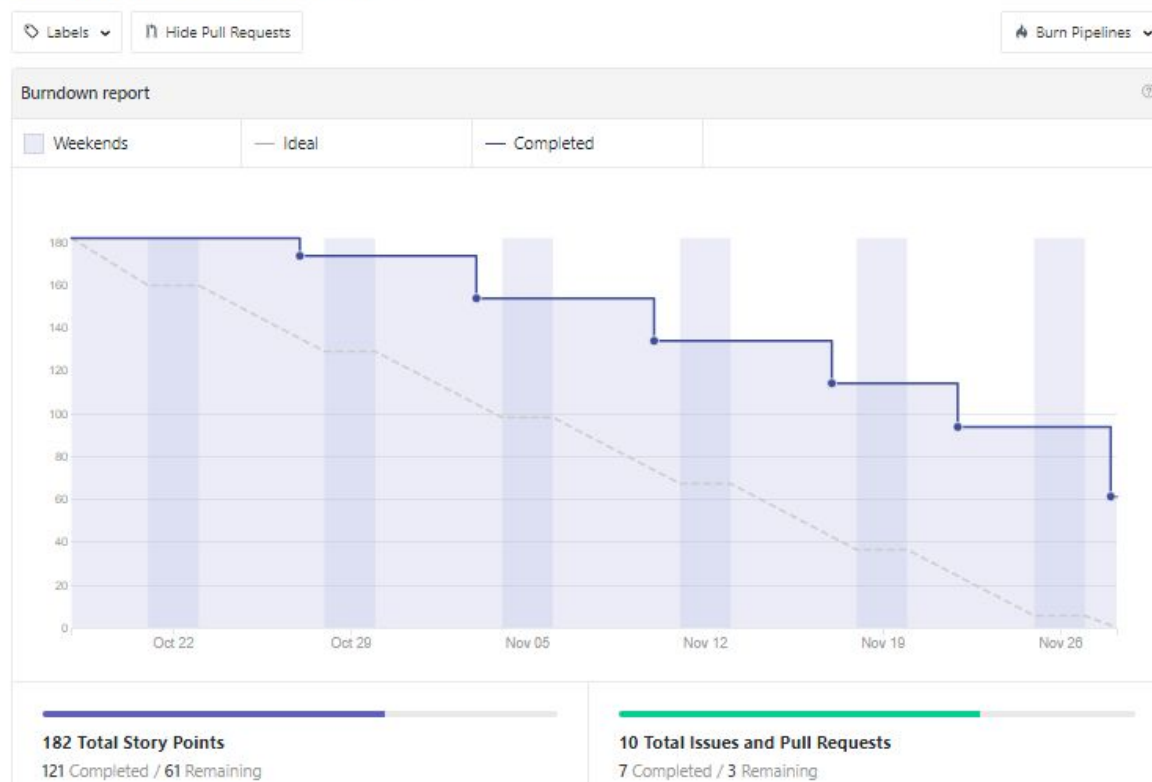 Labels
Hide Pull Requests
Burn Pipelines
Burndown report
Weekends
Ideal
Completed
180
160
140
120
100
80
60
40
20
0
Oct 22
Oct 29
Nov 05
Nov 12
Nov 19
Nov 26
182 Total Story Points
121 Completed / 61 Remaining
10 Total Issues and Pull Requests
7 Completed / 3 Remaining